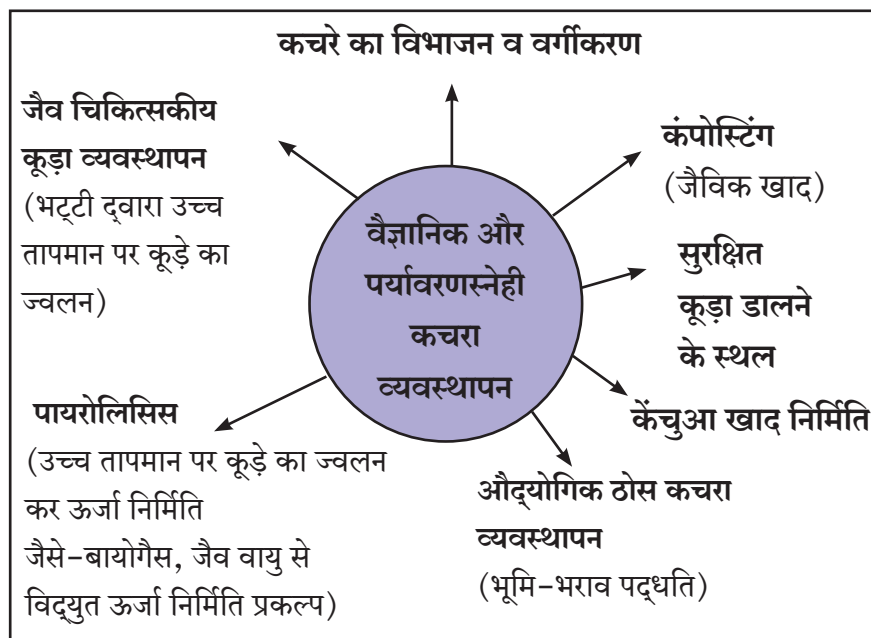 कचरे का विभाजन व वर्गीकरण
जैव चिकित्सकीय
कूड़ा व्यवस्थापन
(भट्टी द्वारा उच्च
तापमान पर कूड़े का
ज्वलन)
कंपोस्टिंग
(जैविक खाद)
वैज्ञानिक और
पर्यावरणस्नेही
कचरा
व्यवस्थापन
सुरक्षित
कूड़ा डालने
के स्थल
केंचुआ खाद निर्मिति
पायरोलिसिस
(उच्च तापमान पर कूड़े का ज्वलन
कर ऊर्जा निर्मिति
जैसे-बायोगैस, जैव वायु से
विद्युत ऊर्जा निर्मिति प्रकल्प)
औद्योगिक ठोस कचरा
व्यवस्थापन
(भूमि-भराव पद्धति)